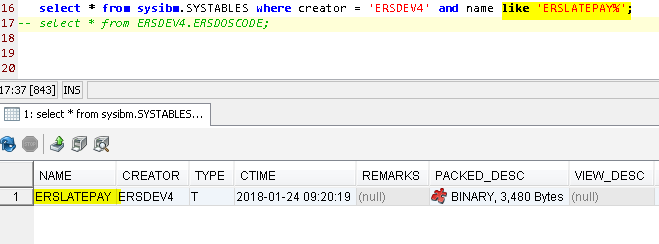 16 select * from sysibm.SYSTABLES where creator = 'ERSDEV4' and name like 'ERSLATEPAY%';
17 -- select * from ERSDEV4.ERSDOSCODE;
18
19
20
17:37 [843] INS
1: select * from sysibm.SYSTABLES...
NAME CREATOR TYPE CTIME REMARKS PACKED_DESC VIEW_DESC
1 ERSLATEPAY ERSDEV4 T 2018-01-24 09:20:19 (null) BINARY, 3,480 Bytes (null)